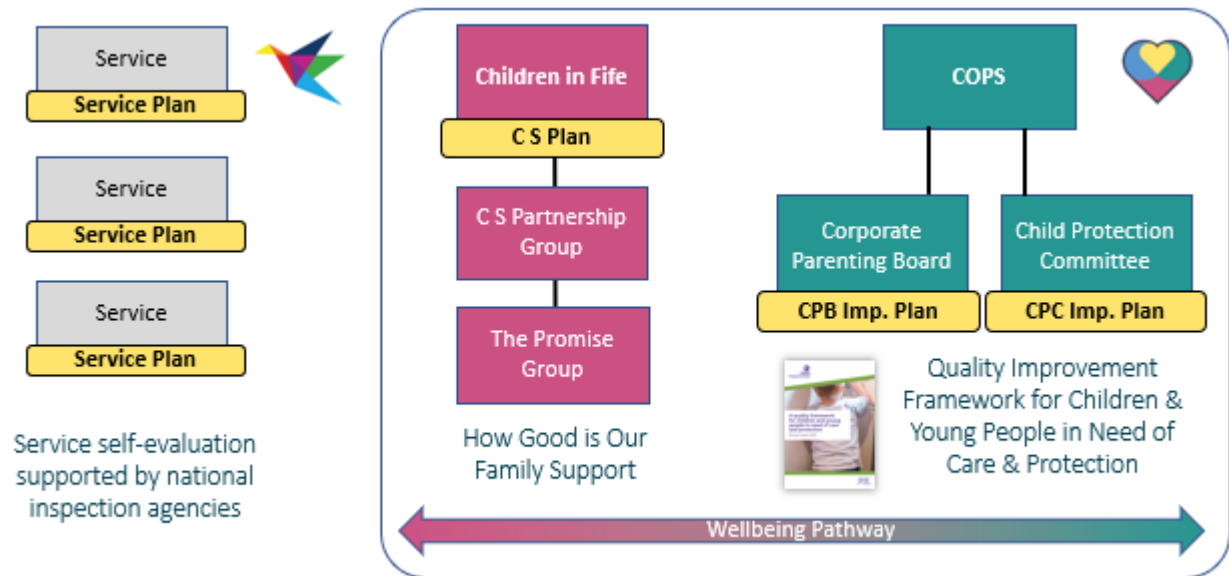 Service
Service Plan
Service
Service Plan
Service
Service Plan
Service self-evaluation
supported by national
inspection agencies
Children in Fife
C S Plan
C S Partnership
Group
The Promise
Group
How Good is Our
Family Support
COPS
Corporate
Parenting Board
CPB Imp. Plan
Child Protection
Committee
CPC Imp. Plan
Quality Improvement
Framework for Children &
Young People in Need of
Care & Protection
Wellbeing Pathway